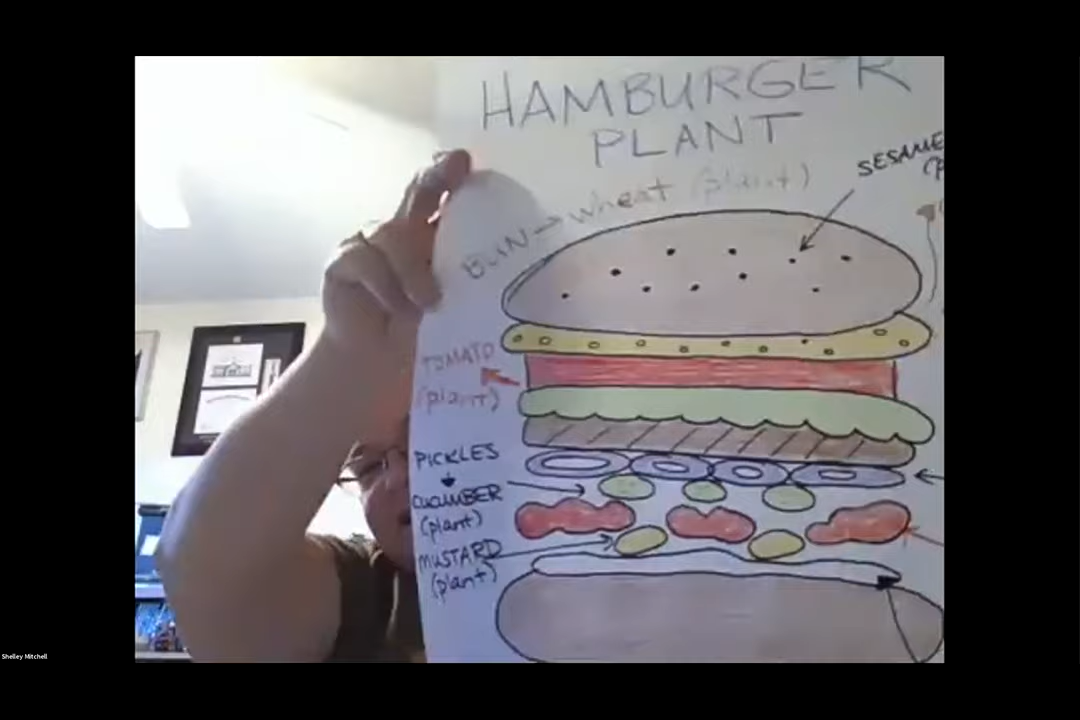 HAMBURGER
PLANT
SESAME
BUN → wheat (plant)
TOMATO
(plant)
PICKLES
CUCUMBER
(plant)
MUSTARD
(plant)
Shelley Mitchell